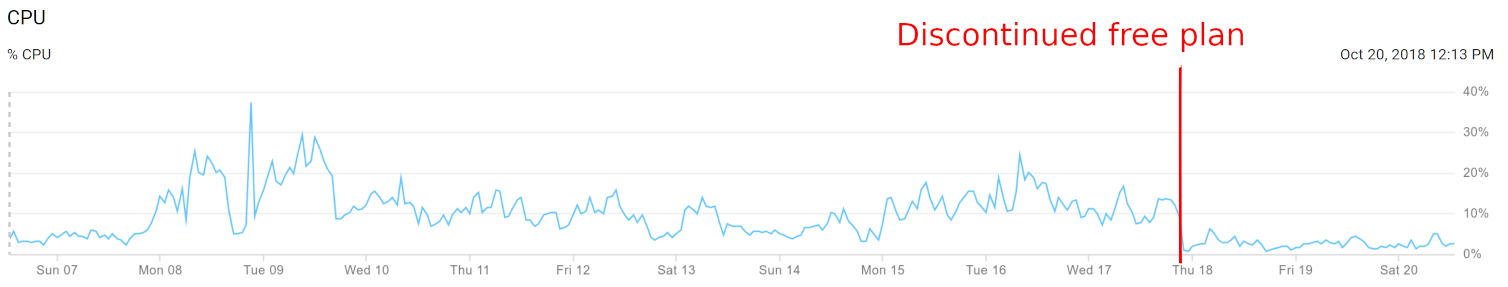 CPU
Discontinued free plan
% CPU
Oct 20, 2018 12:13 PM
40%
30%
20%
10%
0%
Sun 07 Mon 08 Tue 09 Wed 10 Thu 11 Fri 12 Sat 13 Sun 14 Mon 15 Tue 16 Wed 17 Thu 18 Fri 19 Sat 20